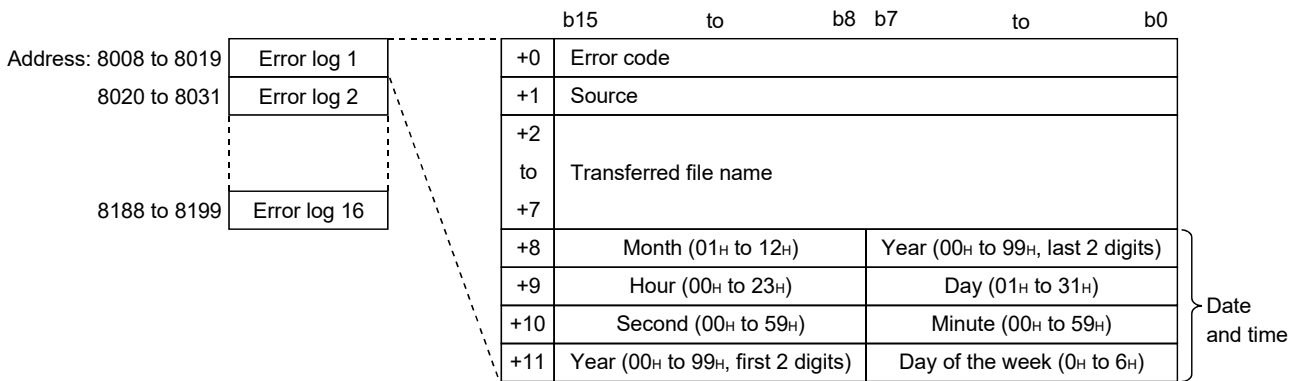 b15 to b8 b7 to b0
Address: 8008 to 8019 Error log 1
8020 to 8031 Error log 2
8188 to 8199 Error log 16
+0 Error code
+1 Source
+2
to Transferred file name
+7
+8 Month (01H to 12H) Year (00H to 99H, last 2 digits)
+9 Hour (00H to 23H) Day (01H to 31H)
+10 Second (00H to 59H) Minute (00H to 59H)
+11 Year (00H to 99H, first 2 digits) Day of the week (0H to 6H)
Date
and time